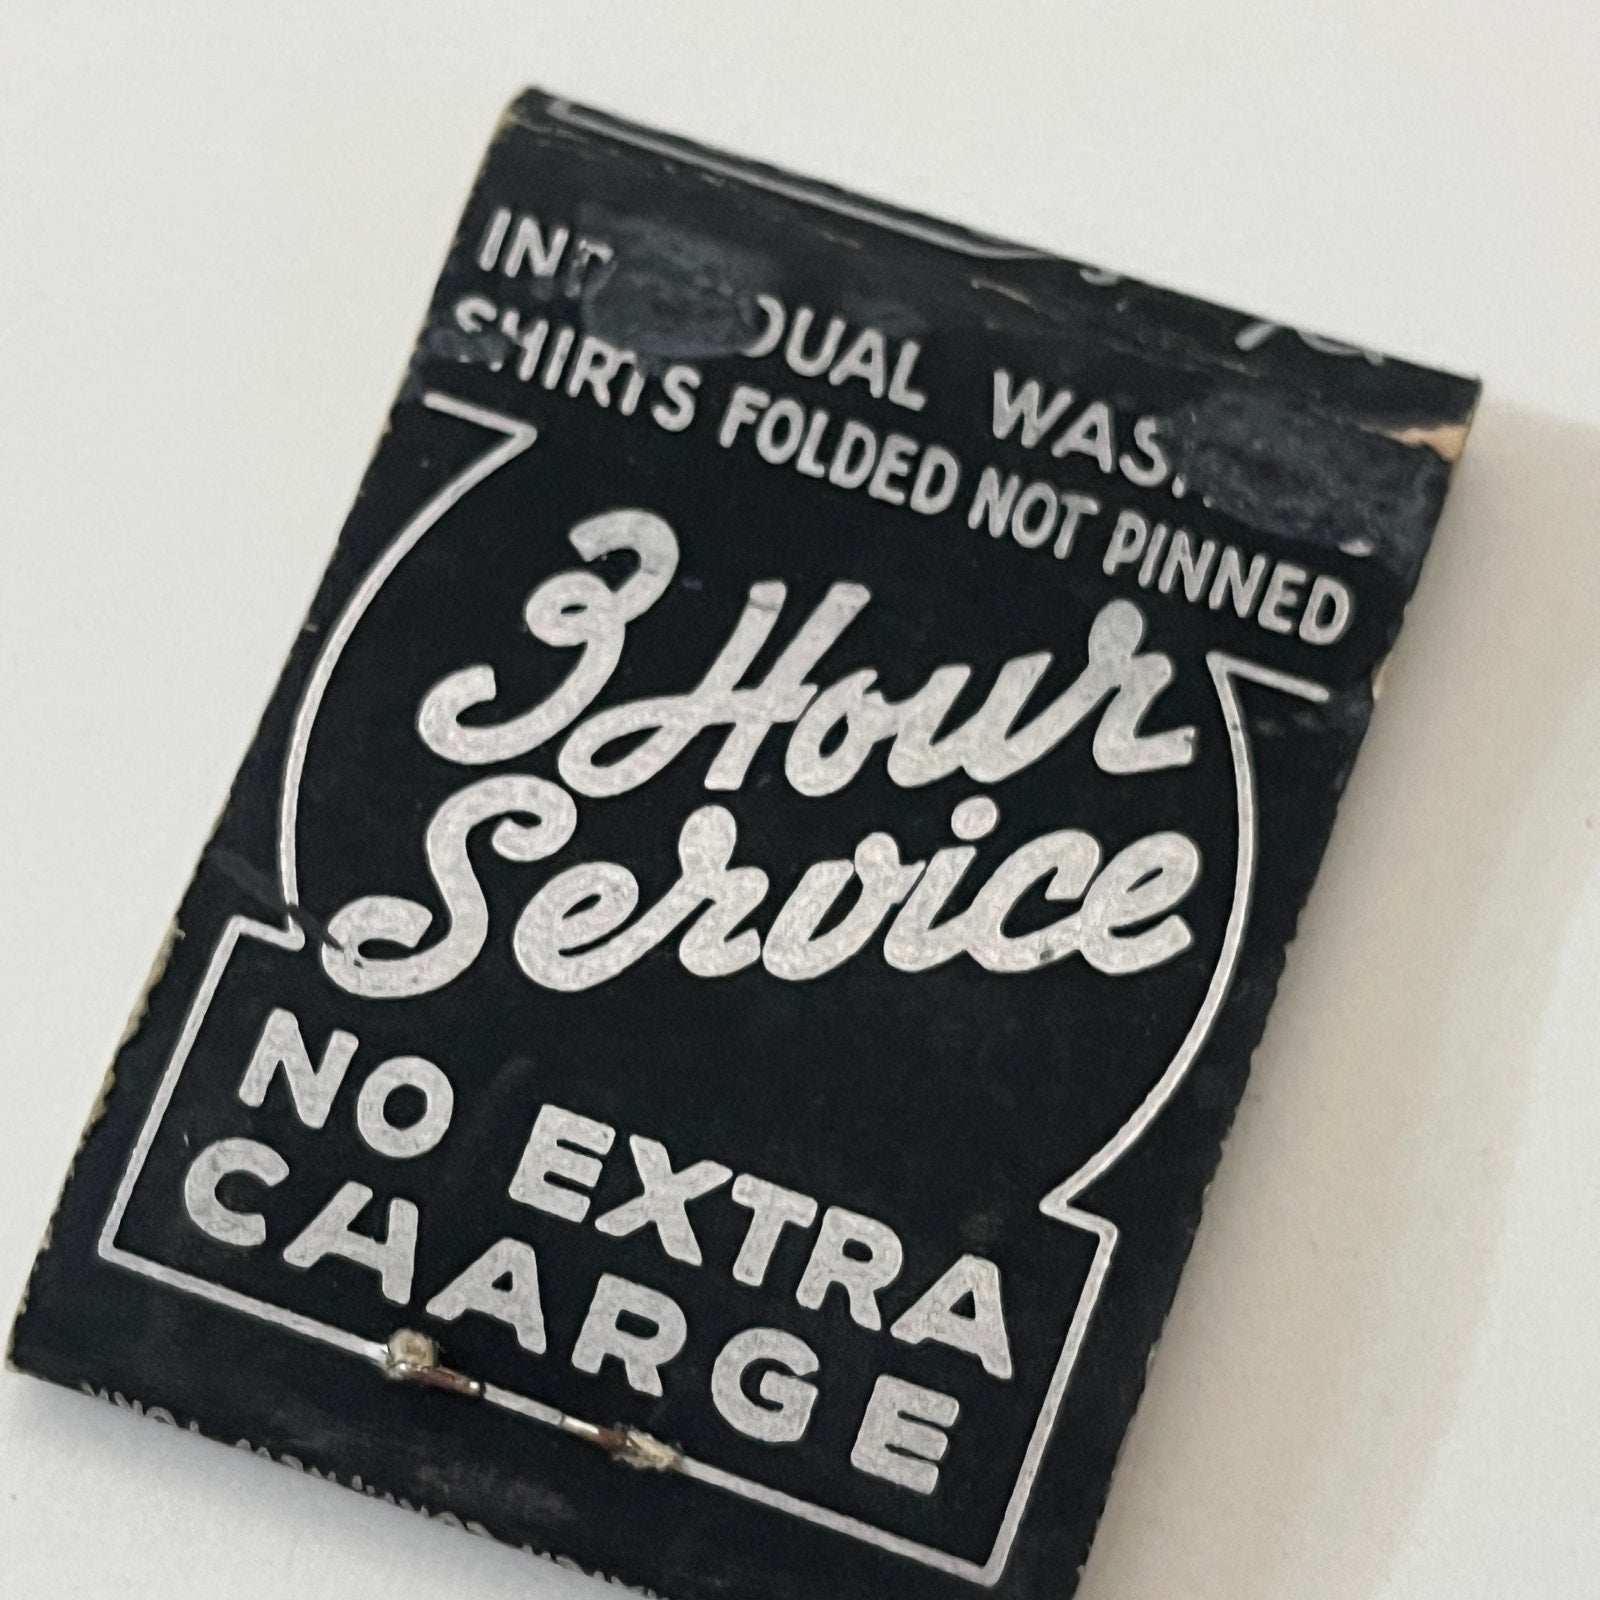 SHIRTS FOLDED NOT PINNED
3 Hour
Service
NO EXTRA
CHARGE